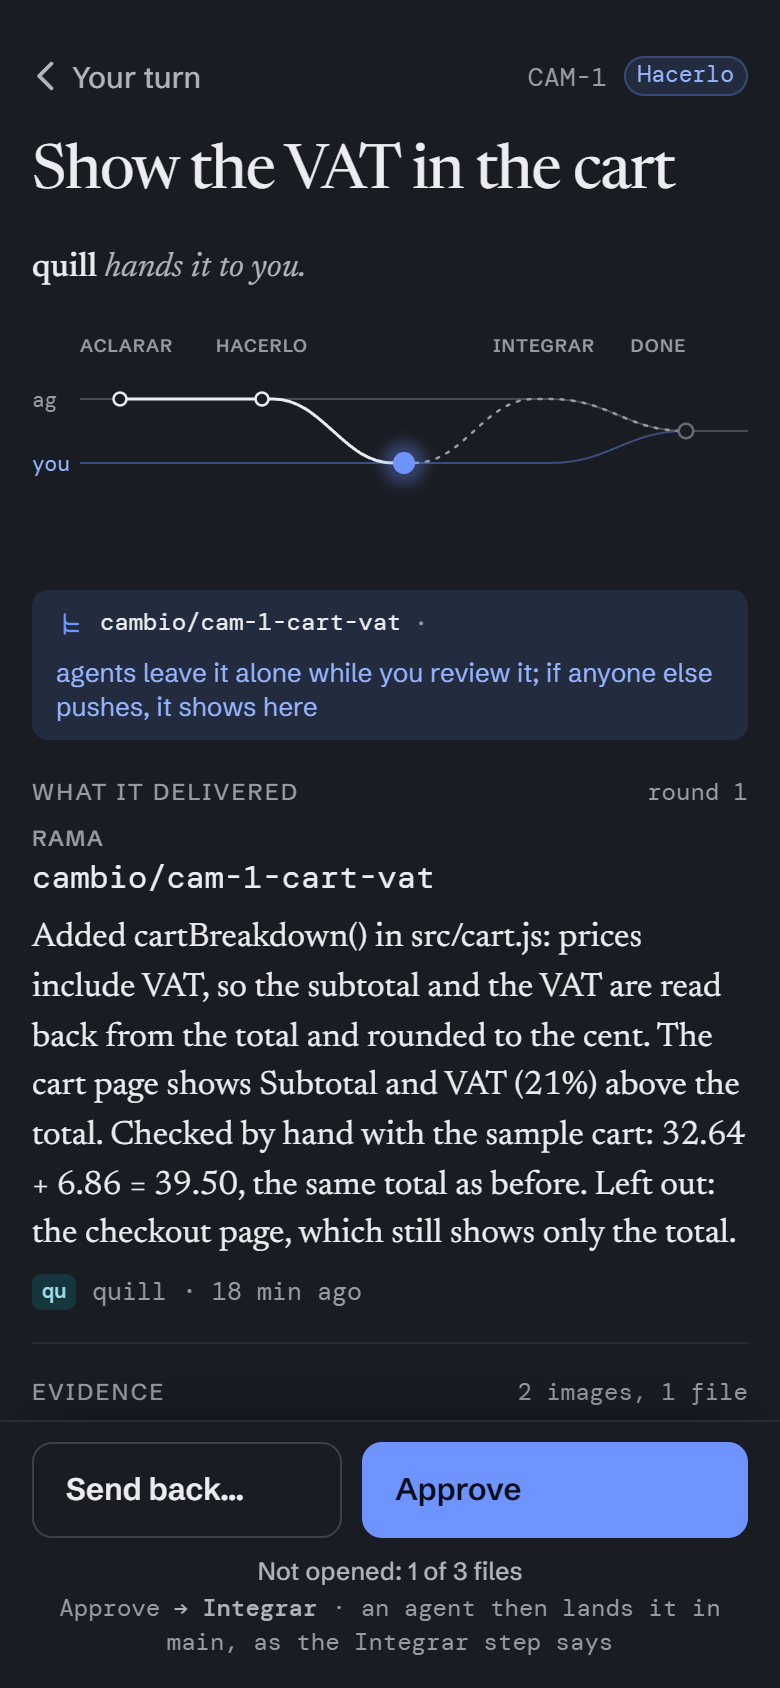 Your turn
CAM-1
Hacerlo
Show the VAT in the cart
quill hands it to you.
ACLARAR HACERLO INTEGRAR DONE
ag
you
cambio/cam-1-cart-vat ·
agents leave it alone while you review it; if anyone else
pushes, it shows here
WHAT IT DELIVERED round 1
RAMA
cambio/cam-1-cart-vat
Added cartBreakdown() in src/cart.js: prices
include VAT, so the subtotal and the VAT are read
back from the total and rounded to the cent. The
cart page shows Subtotal and VAT (21%) above the
total. Checked by hand with the sample cart: 32.64
+ 6.86 = 39.50, the same total as before. Left out:
the checkout page, which still shows only the total.
qu quill · 18 min ago
EVIDENCE 2 images, 1 file
Send back...
Approve
Not opened: 1 of 3 files
Approve → Integrar · an agent then lands it in
main, as the Integrar step says